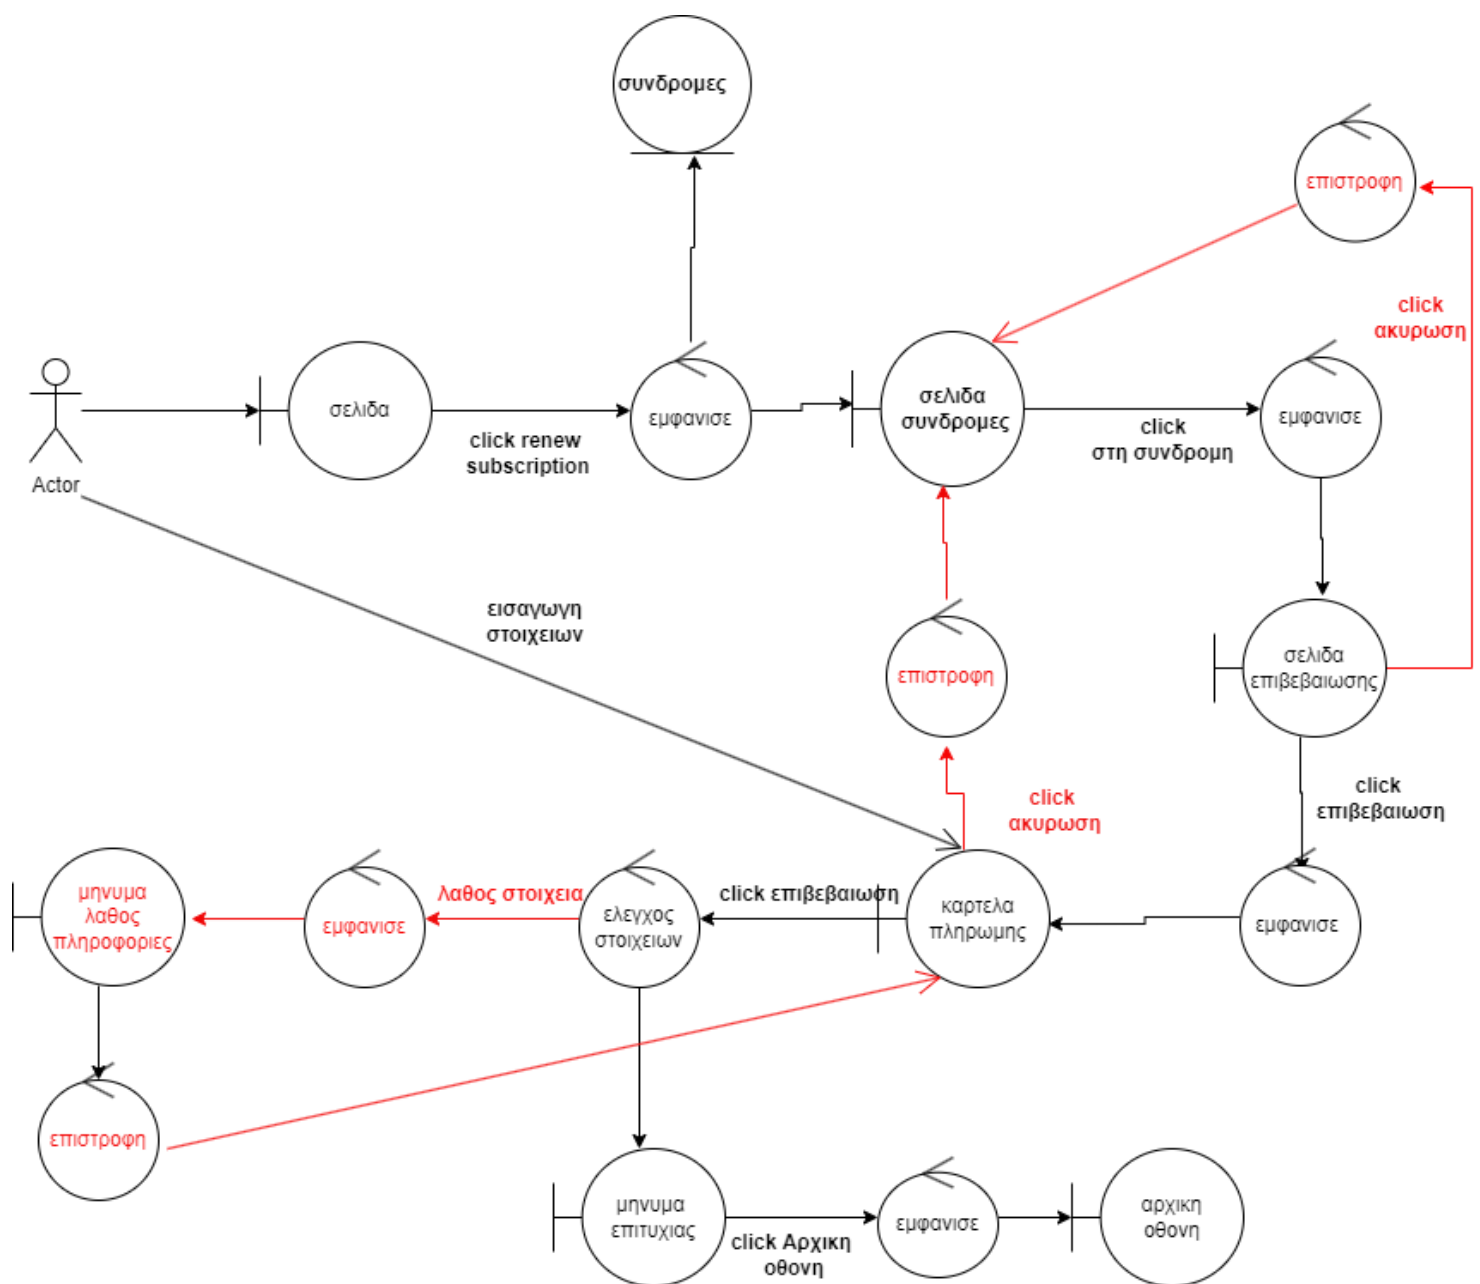 συνδρομες
επιστροφη
click
ακυρωση
σελιδα
click renew
subscription
εμφανισε
σελιδα
συνδρομες
click
στη συνδρομη
εμφανισε
Actor
εισαγωγη
στοιχειων
επιστροφη
σελιδα
επιβεβαιωσης
click
ακυρωση
click
επιβεβαιωση
μηνυμα
λαθος
πληροφοριες
εμφανισε
λαθος στοιχεια
ελεγχος
στοιχειων
click επιβεβαιωση
καρτελα
πληρωμης
εμφανισε
επιστροφη
μηνυμα
επιτυχιας
click Αρχικη
οθονη
εμφανισε
αρχικη
οθονη